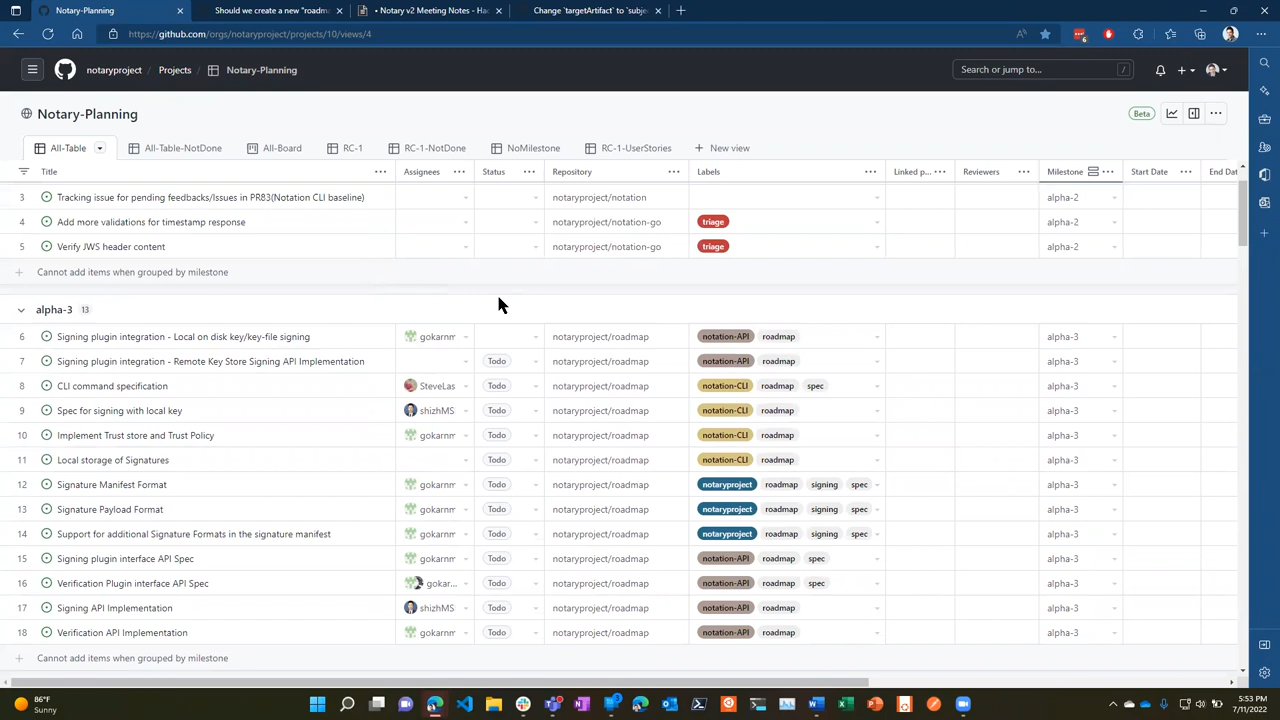 Notary-Planning
Should we create a new "roadm
• Notary v2 Meeting Notes - Hac
Change `targetArtifact` to `subje
https://github.com/orgs/notaryproject/projects/10/views/4
notaryproject / Projects / Notary-Planning
Search or jump to... /
Notary-Planning
Beta
All-Table All-Table-NotDone All-Board RC-1 RC-1-NotDone NoMilestone RC-1-UserStories + New view
Title Assignees Status Repository Labels Linked p... Reviewers Milestone Start Date End Dat
3 Tracking issue for pending feedbacks/Issues in PR83(Notation CLI baseline) notaryproject/notation alpha-2
4 Add more validations for timestamp response notaryproject/notation-go triage alpha-2
5 Verify JWS header content notaryproject/notation-go triage alpha-2
+ Cannot add items when grouped by milestone
alpha-3 13
6 Signing plugin integration - Local on disk key/key-file signing gokarnm notaryproject/roadmap notation-API roadmap alpha-3
7 Signing plugin integration - Remote Key Store Signing API Implementation Todo notaryproject/roadmap notation-API roadmap alpha-3
8 CLI command specification SteveLas Todo notaryproject/roadmap notation-CLI roadmap spec alpha-3
9 Spec for signing with local key shizhMS Todo notaryproject/roadmap notation-CLI roadmap alpha-3
10 Implement Trust store and Trust Policy gokarnm Todo notaryproject/roadmap notation-CLI roadmap alpha-3
11 Local storage of Signatures Todo notaryproject/roadmap notation-CLI roadmap alpha-3
12 Signature Manifest Format gokarnm Todo notaryproject/roadmap notaryproject roadmap signing spec alpha-3
13 Signature Payload Format gokarnm Todo notaryproject/roadmap notaryproject roadmap signing spec alpha-3
14 Support for additional Signature Formats in the signature manifest gokarnm Todo notaryproject/roadmap notaryproject roadmap signing spec alpha-3
15 Signing plugin interface API Spec gokarnm Todo notaryproject/roadmap notation-API roadmap spec alpha-3
16 Verification Plugin interface API Spec gokar... Todo notaryproject/roadmap notation-API roadmap spec alpha-3
17 Signing API Implementation shizhMS Todo notaryproject/roadmap notation-API roadmap alpha-3
18 Verification API Implementation gokarnm Todo notaryproject/roadmap notation-API roadmap alpha-3
+ Cannot add items when grouped by milestone
86°F
Sunny
5:53 PM
7/11/2022